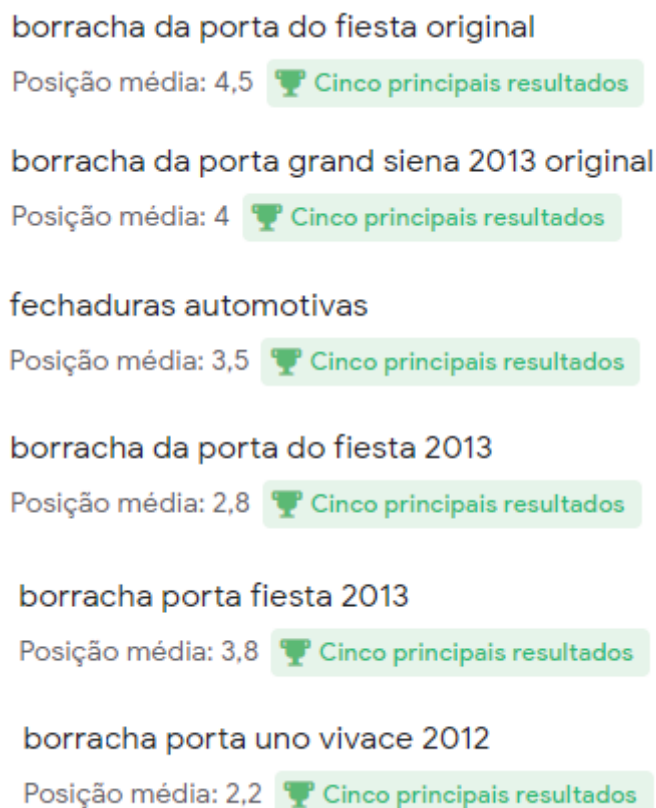 borracha da porta do fiesta original
Posição média: 4,5 Cinco principais resultados
borracha da porta grand siena 2013 original
Posição média: 4 Cinco principais resultados
fechaduras automotivas
Posição média: 3,5 Cinco principais resultados
borracha da porta do fiesta 2013
Posição média: 2,8 Cinco principais resultados
borracha porta fiesta 2013
Posição média: 3,8 Cinco principais resultados
borracha porta uno vivace 2012
Posição média: 2,2 Cinco principais resultados